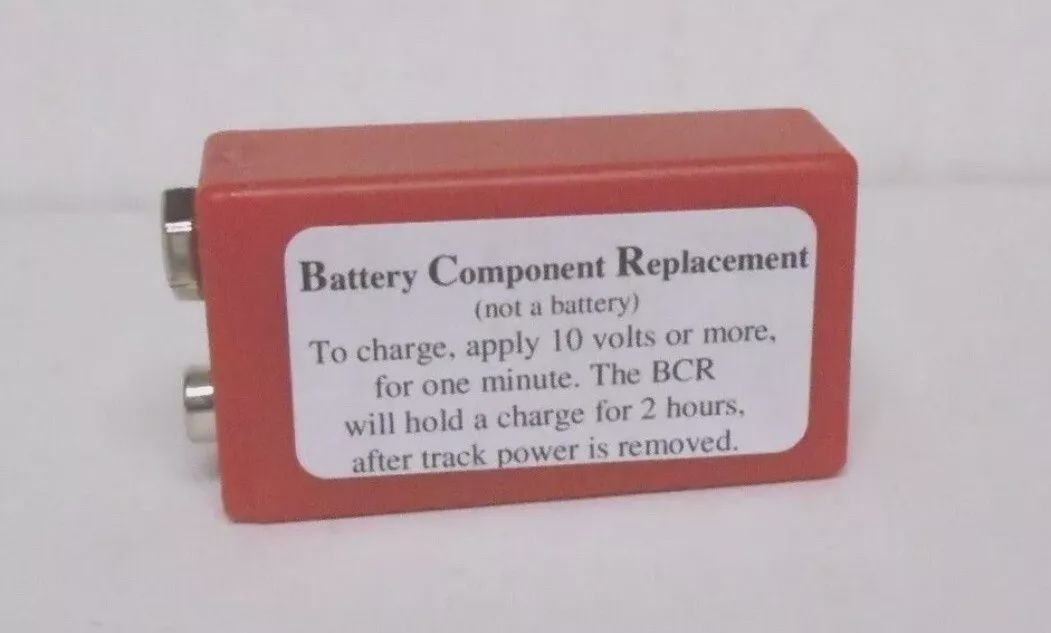 Battery Component Replacement
(not a battery)
To charge, apply 10 volts or more,
for one minute. The BCR
will hold a charge for 2 hours,
after track power is removed.